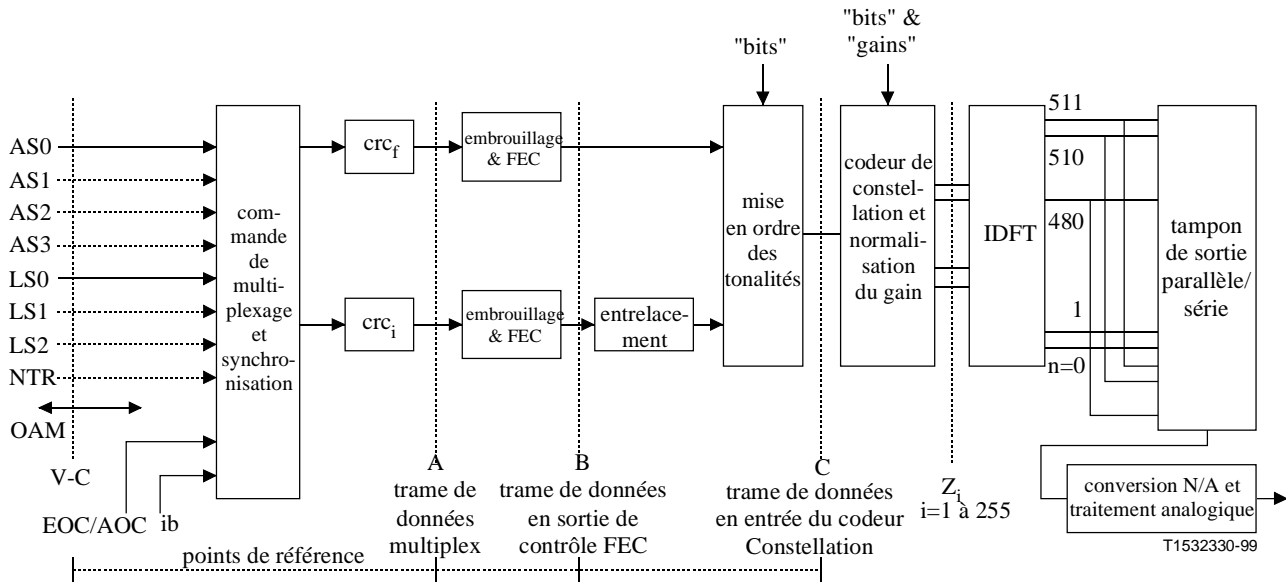 "bits"
"bits" &
"gains"
AS0
AS1
AS2
AS3
LS0
LS1
LS2
NTR
OAM
V-C
EOC/AOC
ib
com-
mande
de
multi-
plexage
et
synchro-
nisation
crc_f
crc_i
embrouillage
& FEC
embrouillage
& FEC
entrelace-
ment
mise
en ordre
des
tonalités
codeur de
constel-
lation et
normali-
sation
du gain
IDFT
511
510
480
1
n=0
tampon
de sortie
parallèle/
série
A
trame de
données
multiplex
B
trame de données
en sortie de
contrôle FEC
C
trame de données
en entrée du codeur
Constellation
Z_i,
i=1 à 255
conversion N/A et
traitement analogique
T1532330-99
points de référence